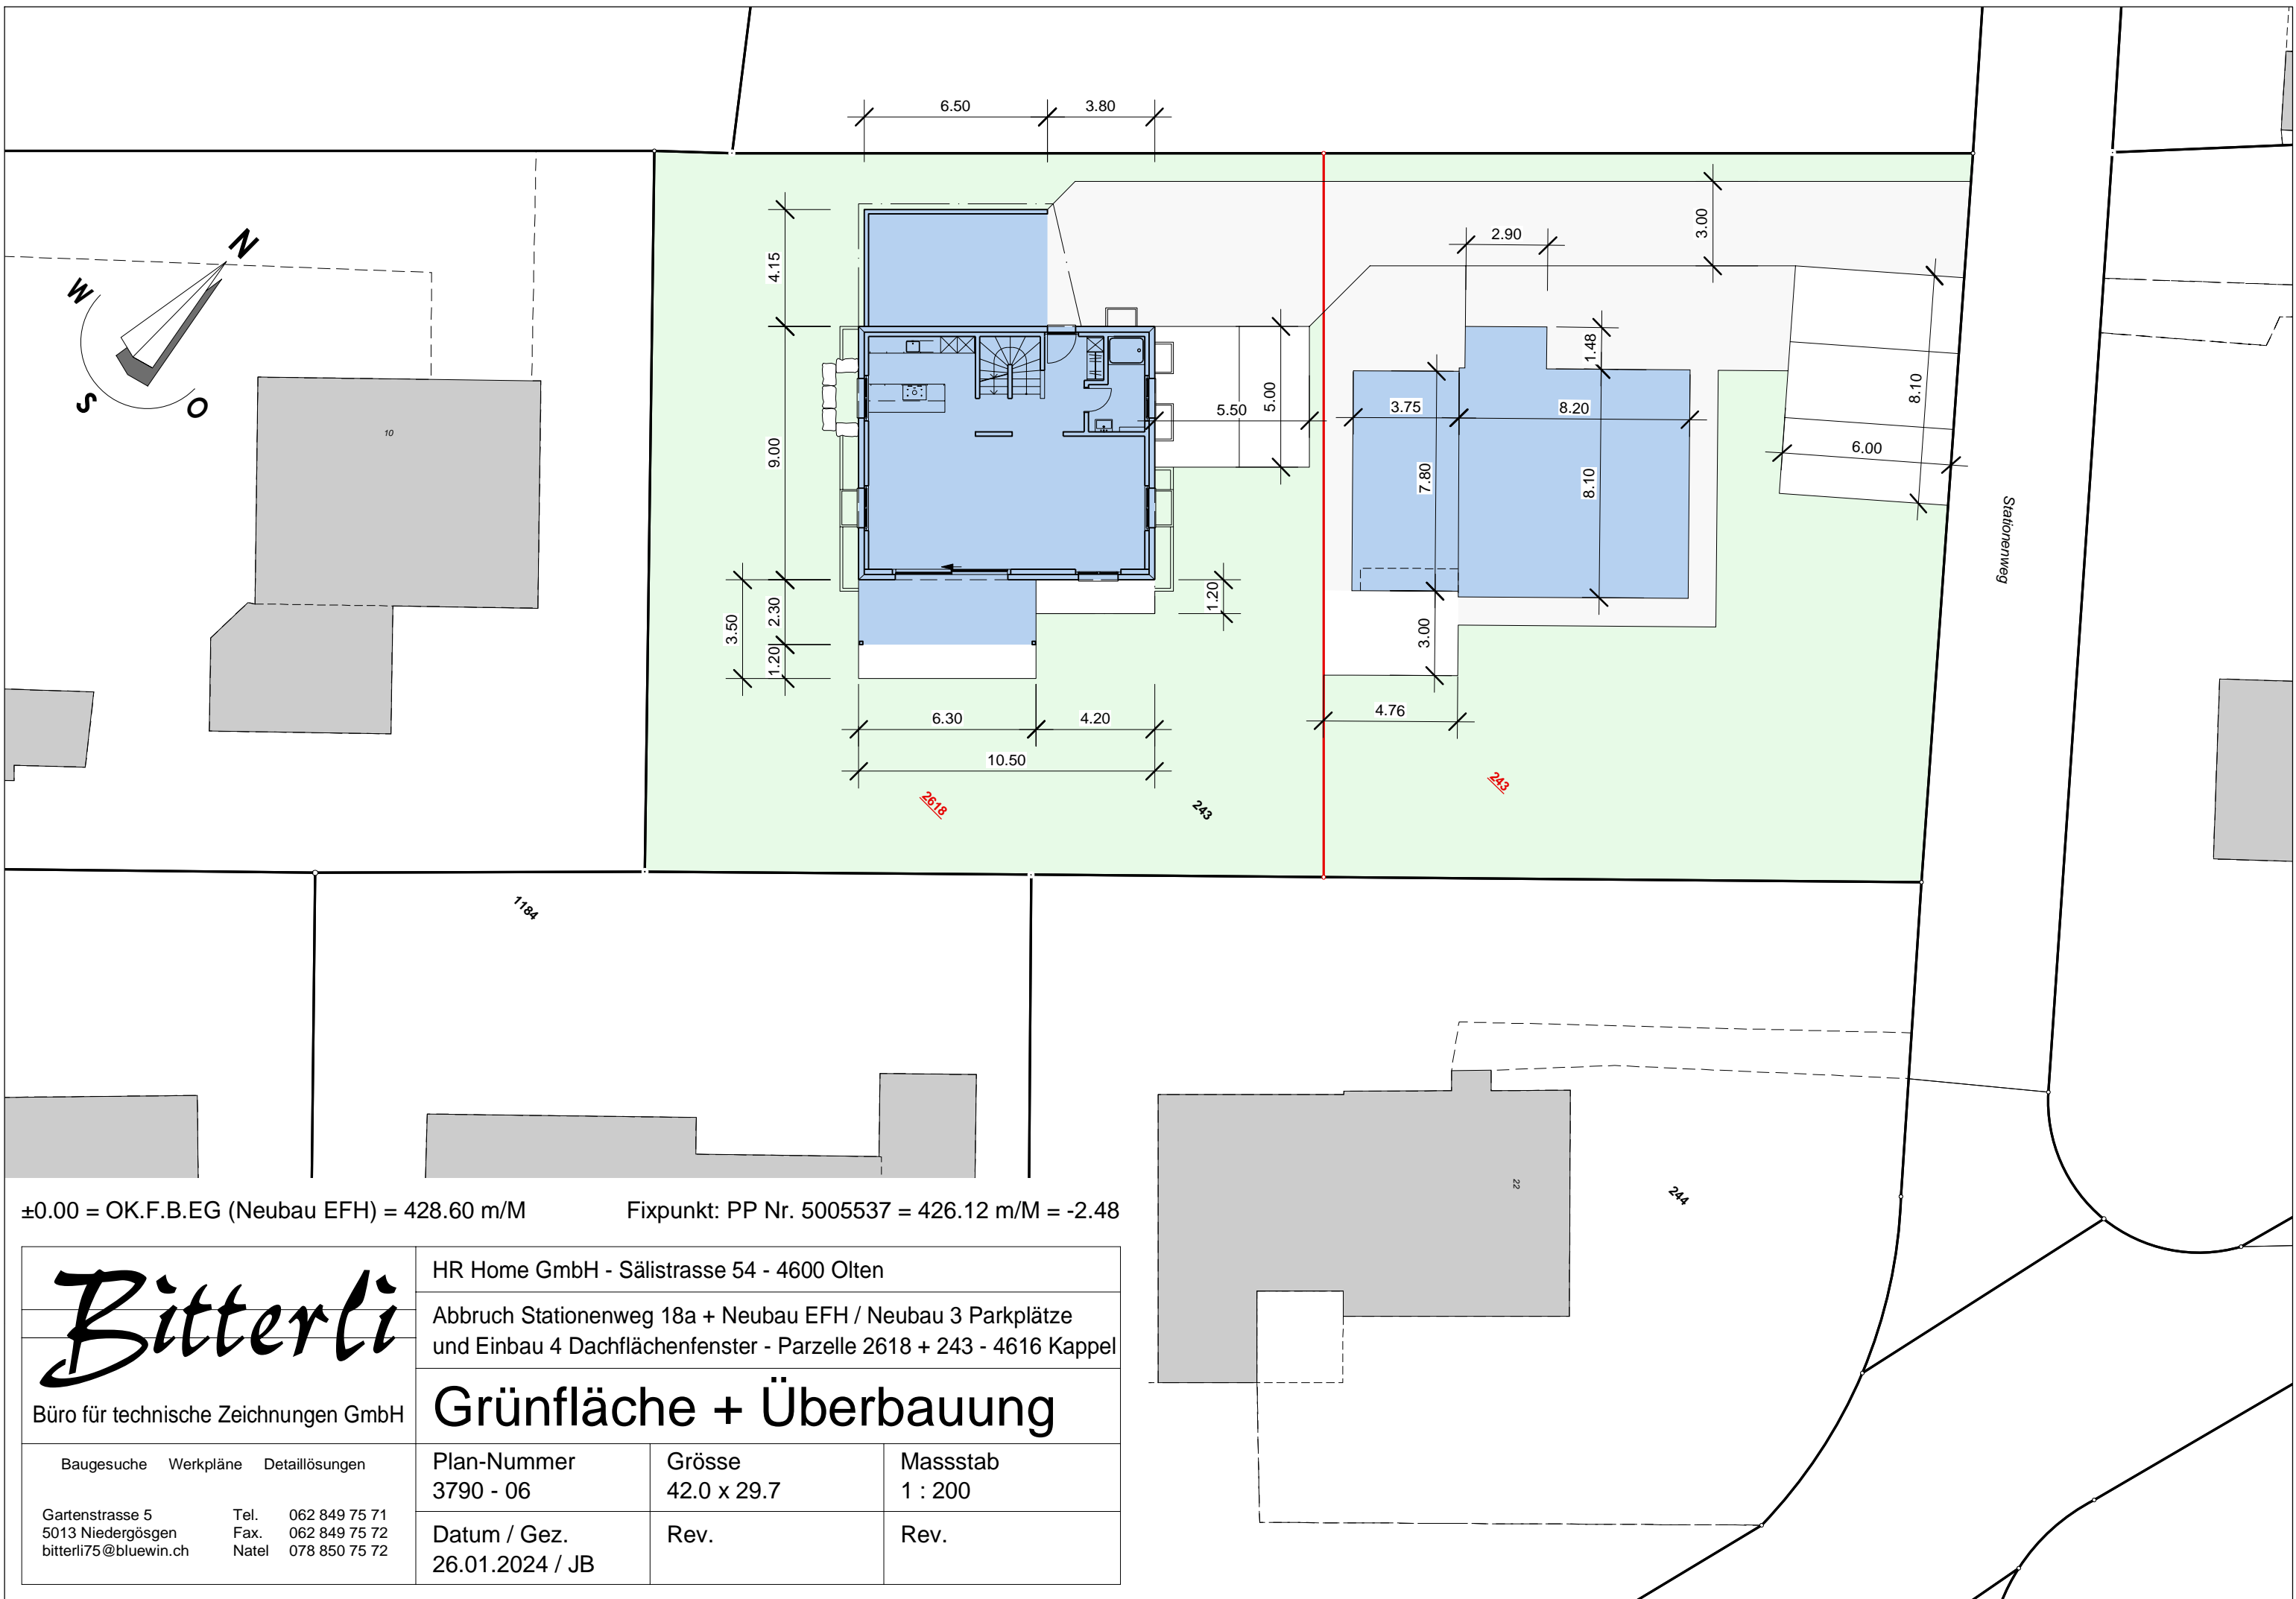 6.50
3.80
N
W
S
O
10
4.15
9.00
3.50
2.30
1.20
6.30
4.20
10.50
1.20
5.50
5.00
2.90
3.00
1.48
3.75
8.20
7.80
8.10
3.00
4.76
8.10
6.00
Stationenweg
2618
243
243
1184
22
244
±0.00 = OK.F.B.EG (Neubau EFH) = 428.60 m/M
Fixpunkt: PP Nr. 5005537 = 426.12 m/M = -2.48
Bitterli
Büro für technische Zeichnungen GmbH
Baugesuche Werkpläne Detaillösungen
Gartenstrasse 5 Tel. 062 849 75 71
5013 Niedergösgen Fax. 062 849 75 72
bitterli75@bluewin.ch Natel 078 850 75 72
HR Home GmbH - Sälistrasse 54 - 4600 Olten
Abbruch Stationenweg 18a + Neubau EFH / Neubau 3 Parkplätze
und Einbau 4 Dachflächenfenster - Parzelle 2618 + 243 - 4616 Kappel
Grünfläche + Überbauung
Plan-Nummer
3790 - 06
Grösse
42.0 x 29.7
Massstab
1 : 200
Datum / Gez.
26.01.2024 / JB
Rev.
Rev.